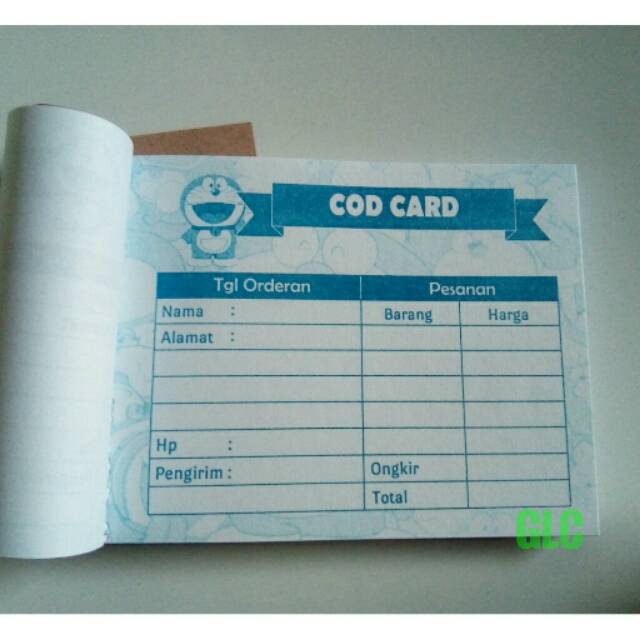 COD CARD
Tgl Orderan Pesanan
Nama : Barang Harga
Alamat :
Hp :
Pengirim : Ongkir
Total
GLC